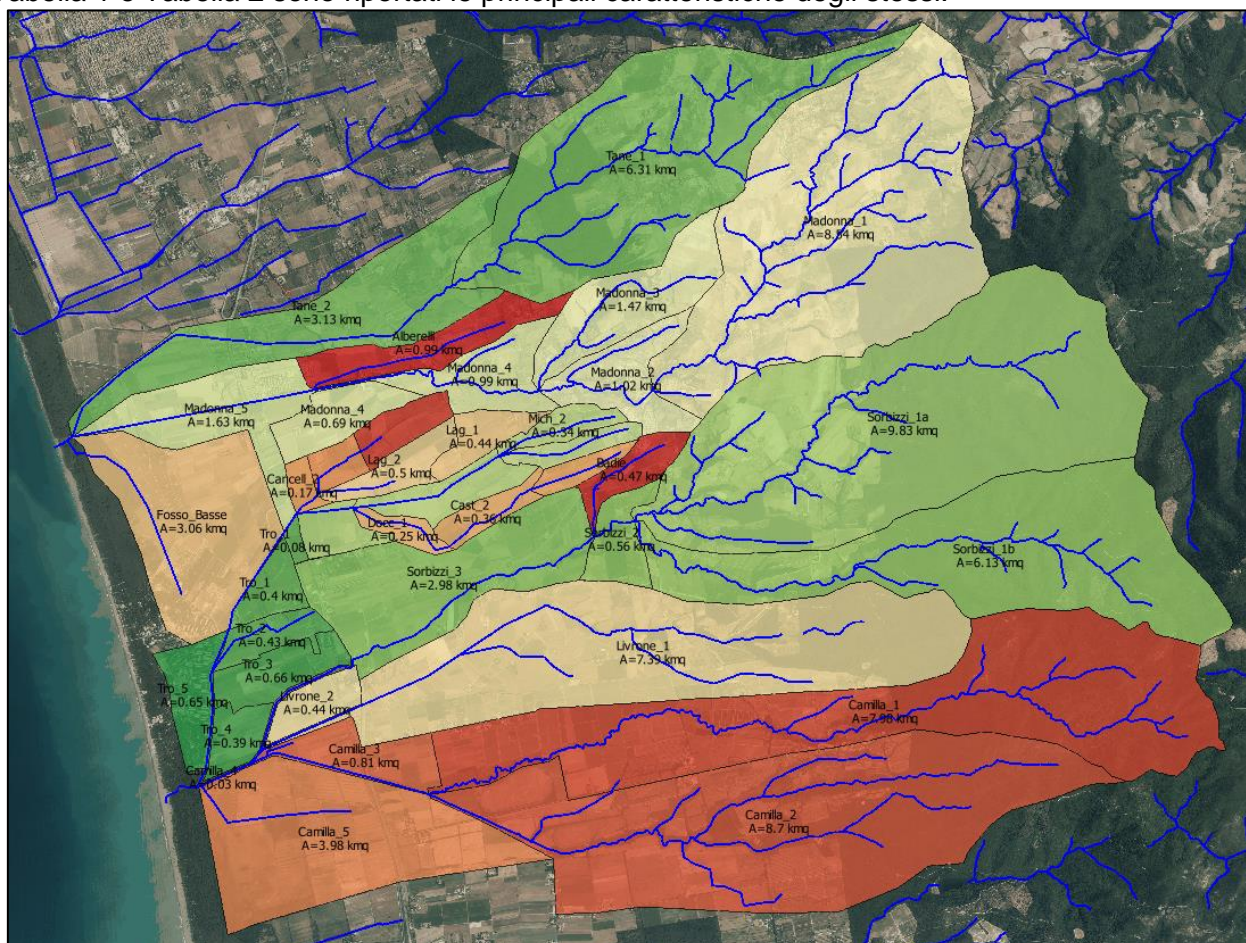 Tabella 1 e Tabella 2 sono riportati le principali caratteristiche degli stessi.
Tane_1
A=6.31 kmq
Madonna_1
A=8.54 kmq
Tane_2
A=3.13 kmq
Madonna_3
A=1.47 kmq
Alberelli
A=0.99 kmq
Madonna_4
A=0.99 kmq
Madonna_2
A=1.02 kmq
Madonna_5
A=1.63 kmq
Madonna_4
A=0.69 kmq
Mich_2
A=0.34 kmq
Sorbizzi_1a
A=9.83 kmq
Lag_1
A=0.44 kmq
Lag_2
A=0.5 kmq
Badie
A=0.47 kmq
Cancell_2
A=0.17 kmq
Cast_2
A=0.36 kmq
Fosso_Basse
A=3.06 kmq
Docc_1
A=0.25 kmq
Tro_1
A=0.08 kmq
Sorbizzi_2
A=0.56 kmq
Sorbizzi_1b
A=6.13 kmq
Sorbizzi_3
A=2.98 kmq
Tro_1
A=0.4 kmq
Tro_2
A=0.43 kmq
Livrone_1
A=7.39 kmq
Tro_3
A=0.66 kmq
Tro_5
A=0.65 kmq
Livrone_2
A=0.44 kmq
Camilla_1
A=7.98 kmq
Tro_4
A=0.39 kmq
Camilla_3
A=0.81 kmq
A=0.03 kmq
Camilla_2
A=8.7 kmq
Camilla_5
A=3.98 kmq